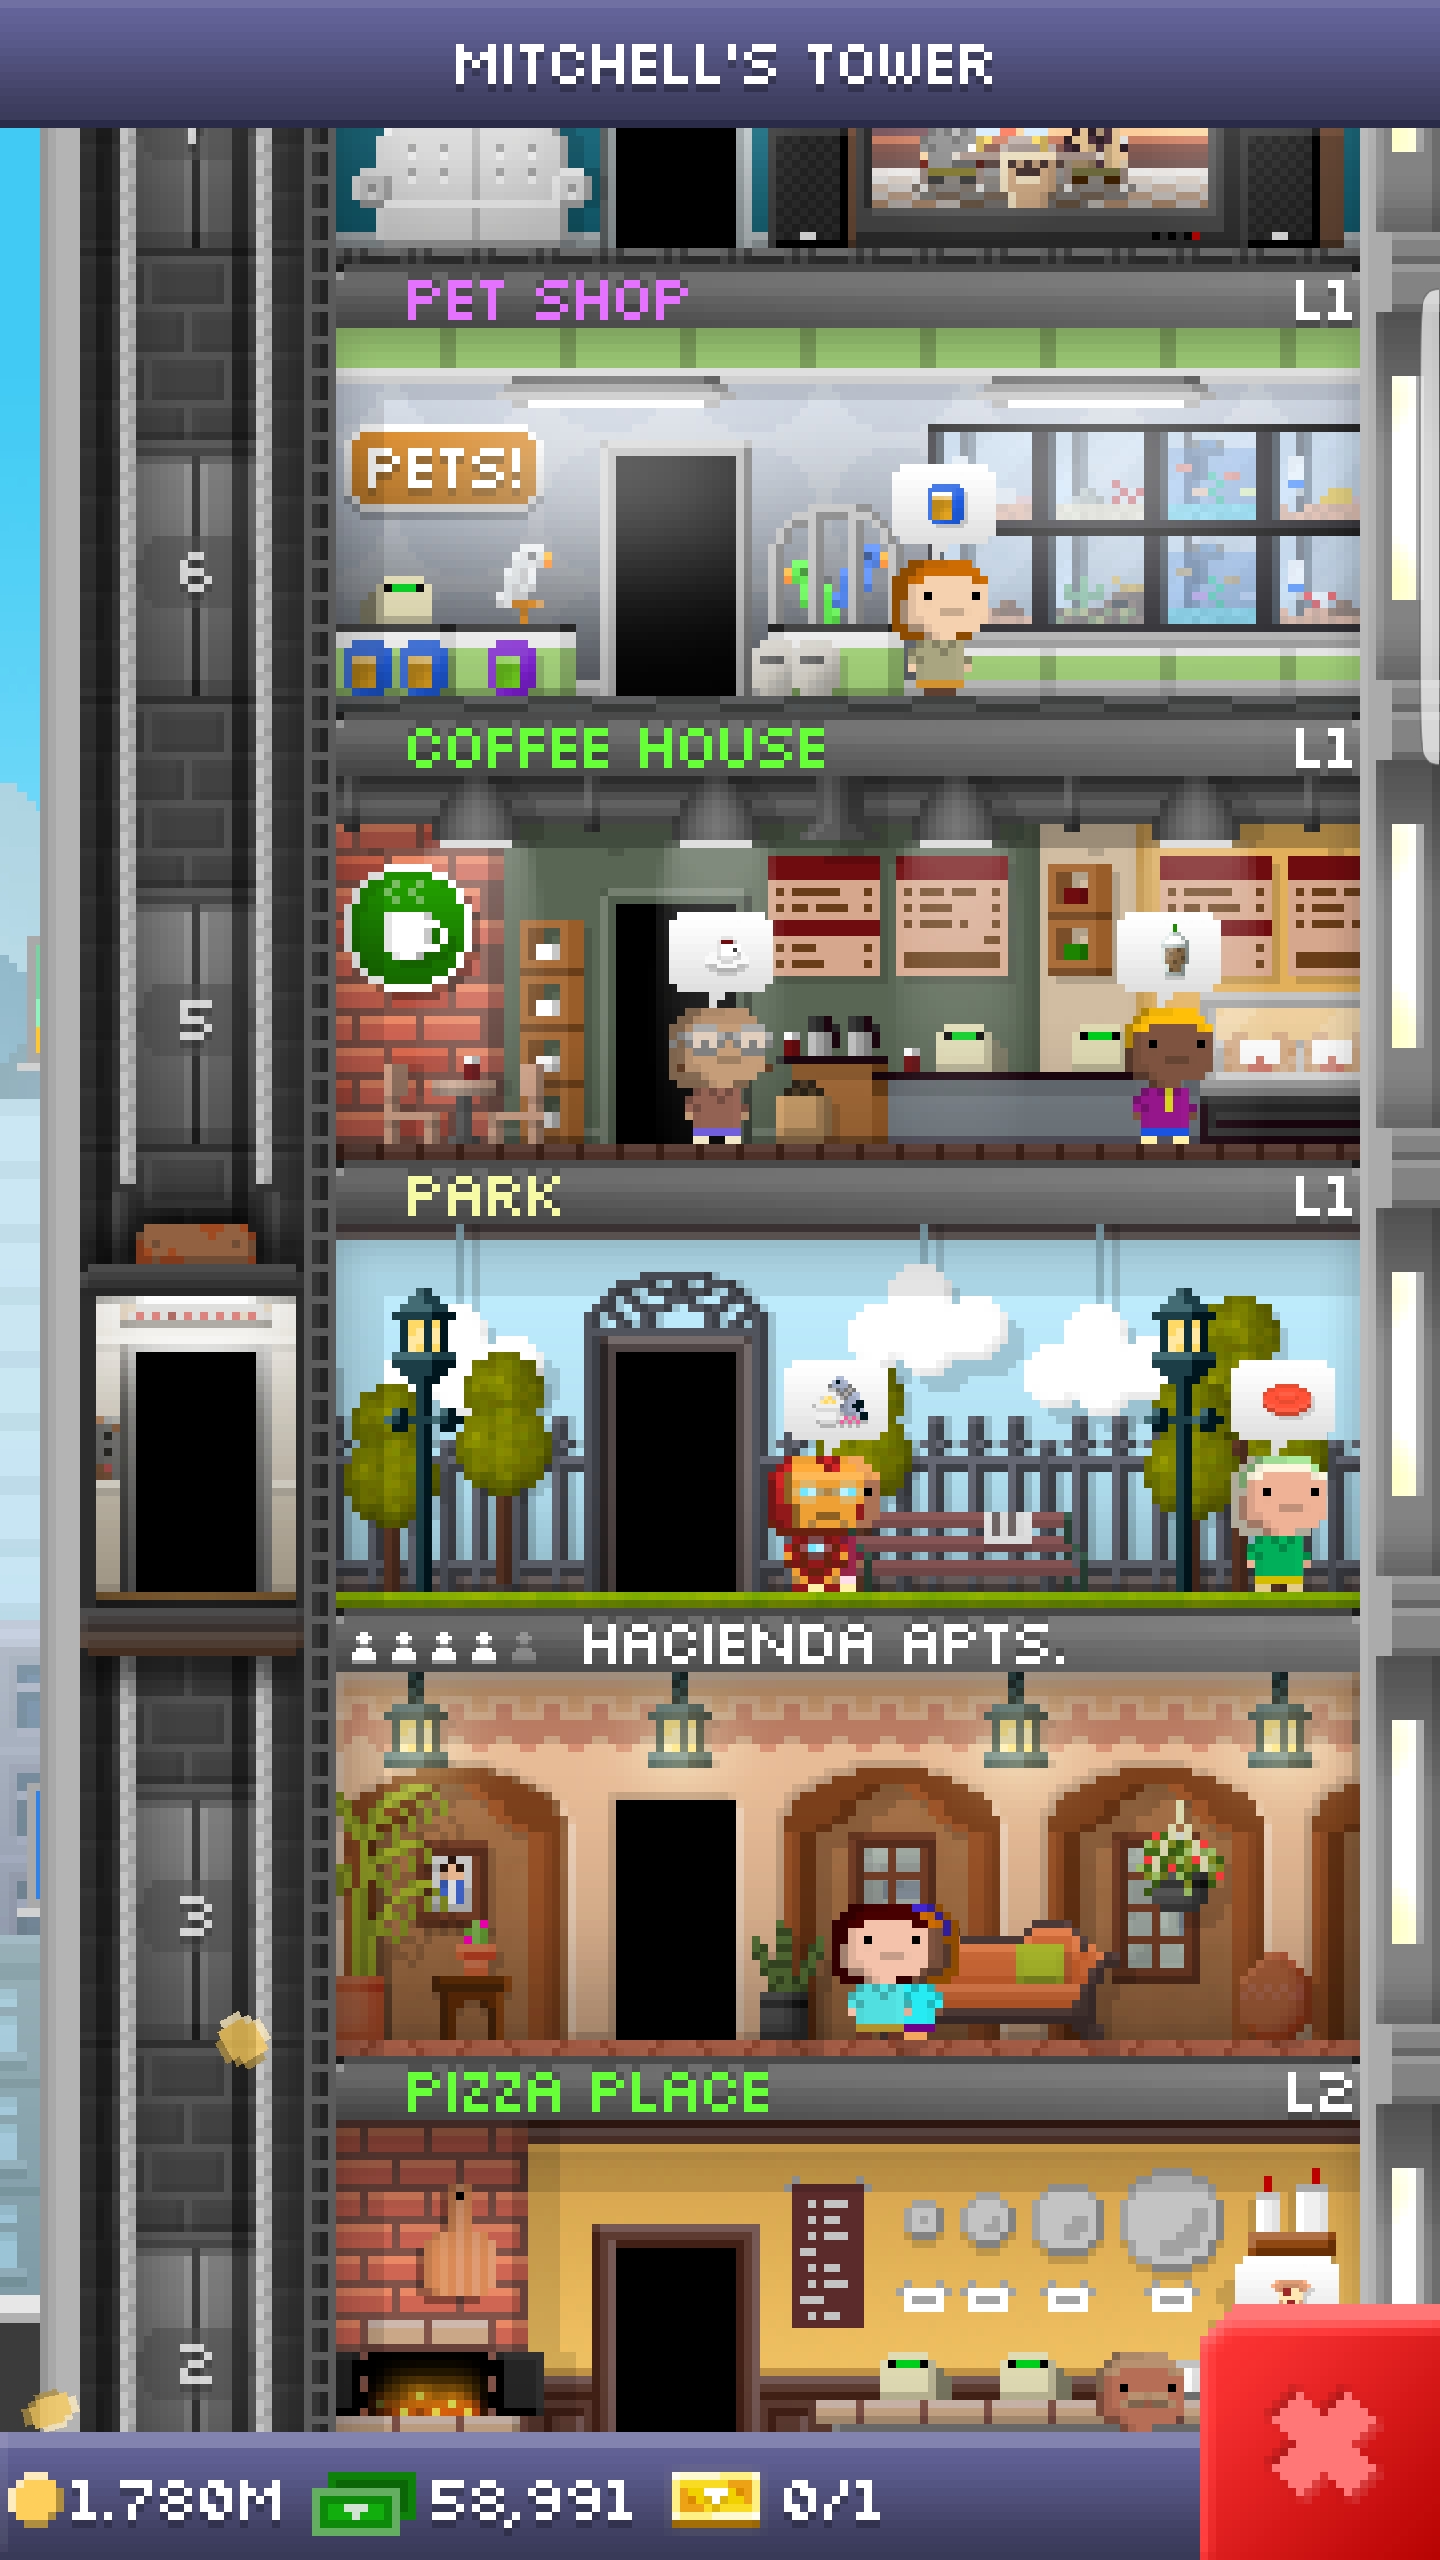 MITCHELL'S TOWER
PET SHOP L1
PETS!
6
COFFEE HOUSE L1
5
PARK L1
HACIENDA APTS.
3
PIZZA PLACE L2
2
1.780M 58,991 0/1